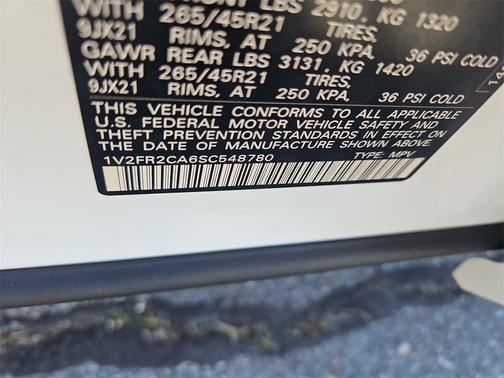 WITH 265/45R21 TIRES,
9JX21 RIMS, AT 250 KPA, 36 PSI COLD
GAWR REAR LBS 3131, KG 1420
WITH 265/45R21 TIRES,
9JX21 RIMS, AT 250 KPA, 36 PSI COLD
THIS VEHICLE CONFORMS TO ALL APPLICABLE
U.S. FEDERAL MOTOR VEHICLE SAFETY AND
THEFT PREVENTION STANDARDS IN EFFECT ON
THE DATE OF MANUFACTURE SHOWN ABOVE.
1V2FR2CA6SC548780 TYPE: MPV